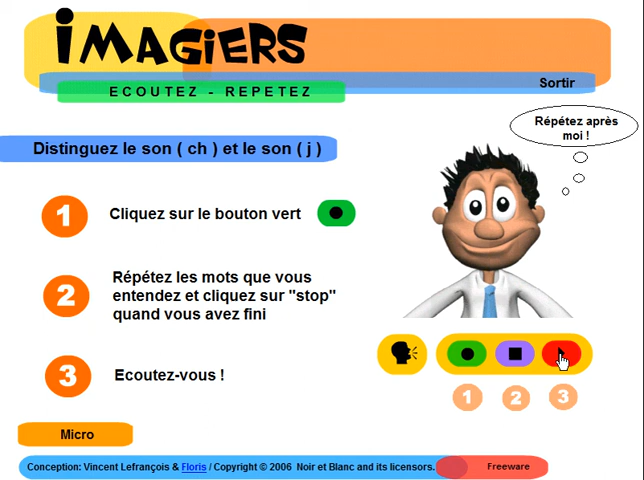 iMAGiERS
ECOUTEZ - REPETEZ
Sortir
Répétez après
moi !
Distinguez le son ( ch ) et le son ( j )
1
Cliquez sur le bouton vert
2
Répétez les mots que vous
entendez et cliquez sur "stop"
quand vous avez fini
3
Ecoutez-vous !
1 2 3
Micro
Conception: Vincent Lefrançois & Floris / Copyright © 2006 Noir et Blanc and its licensors.
Freeware